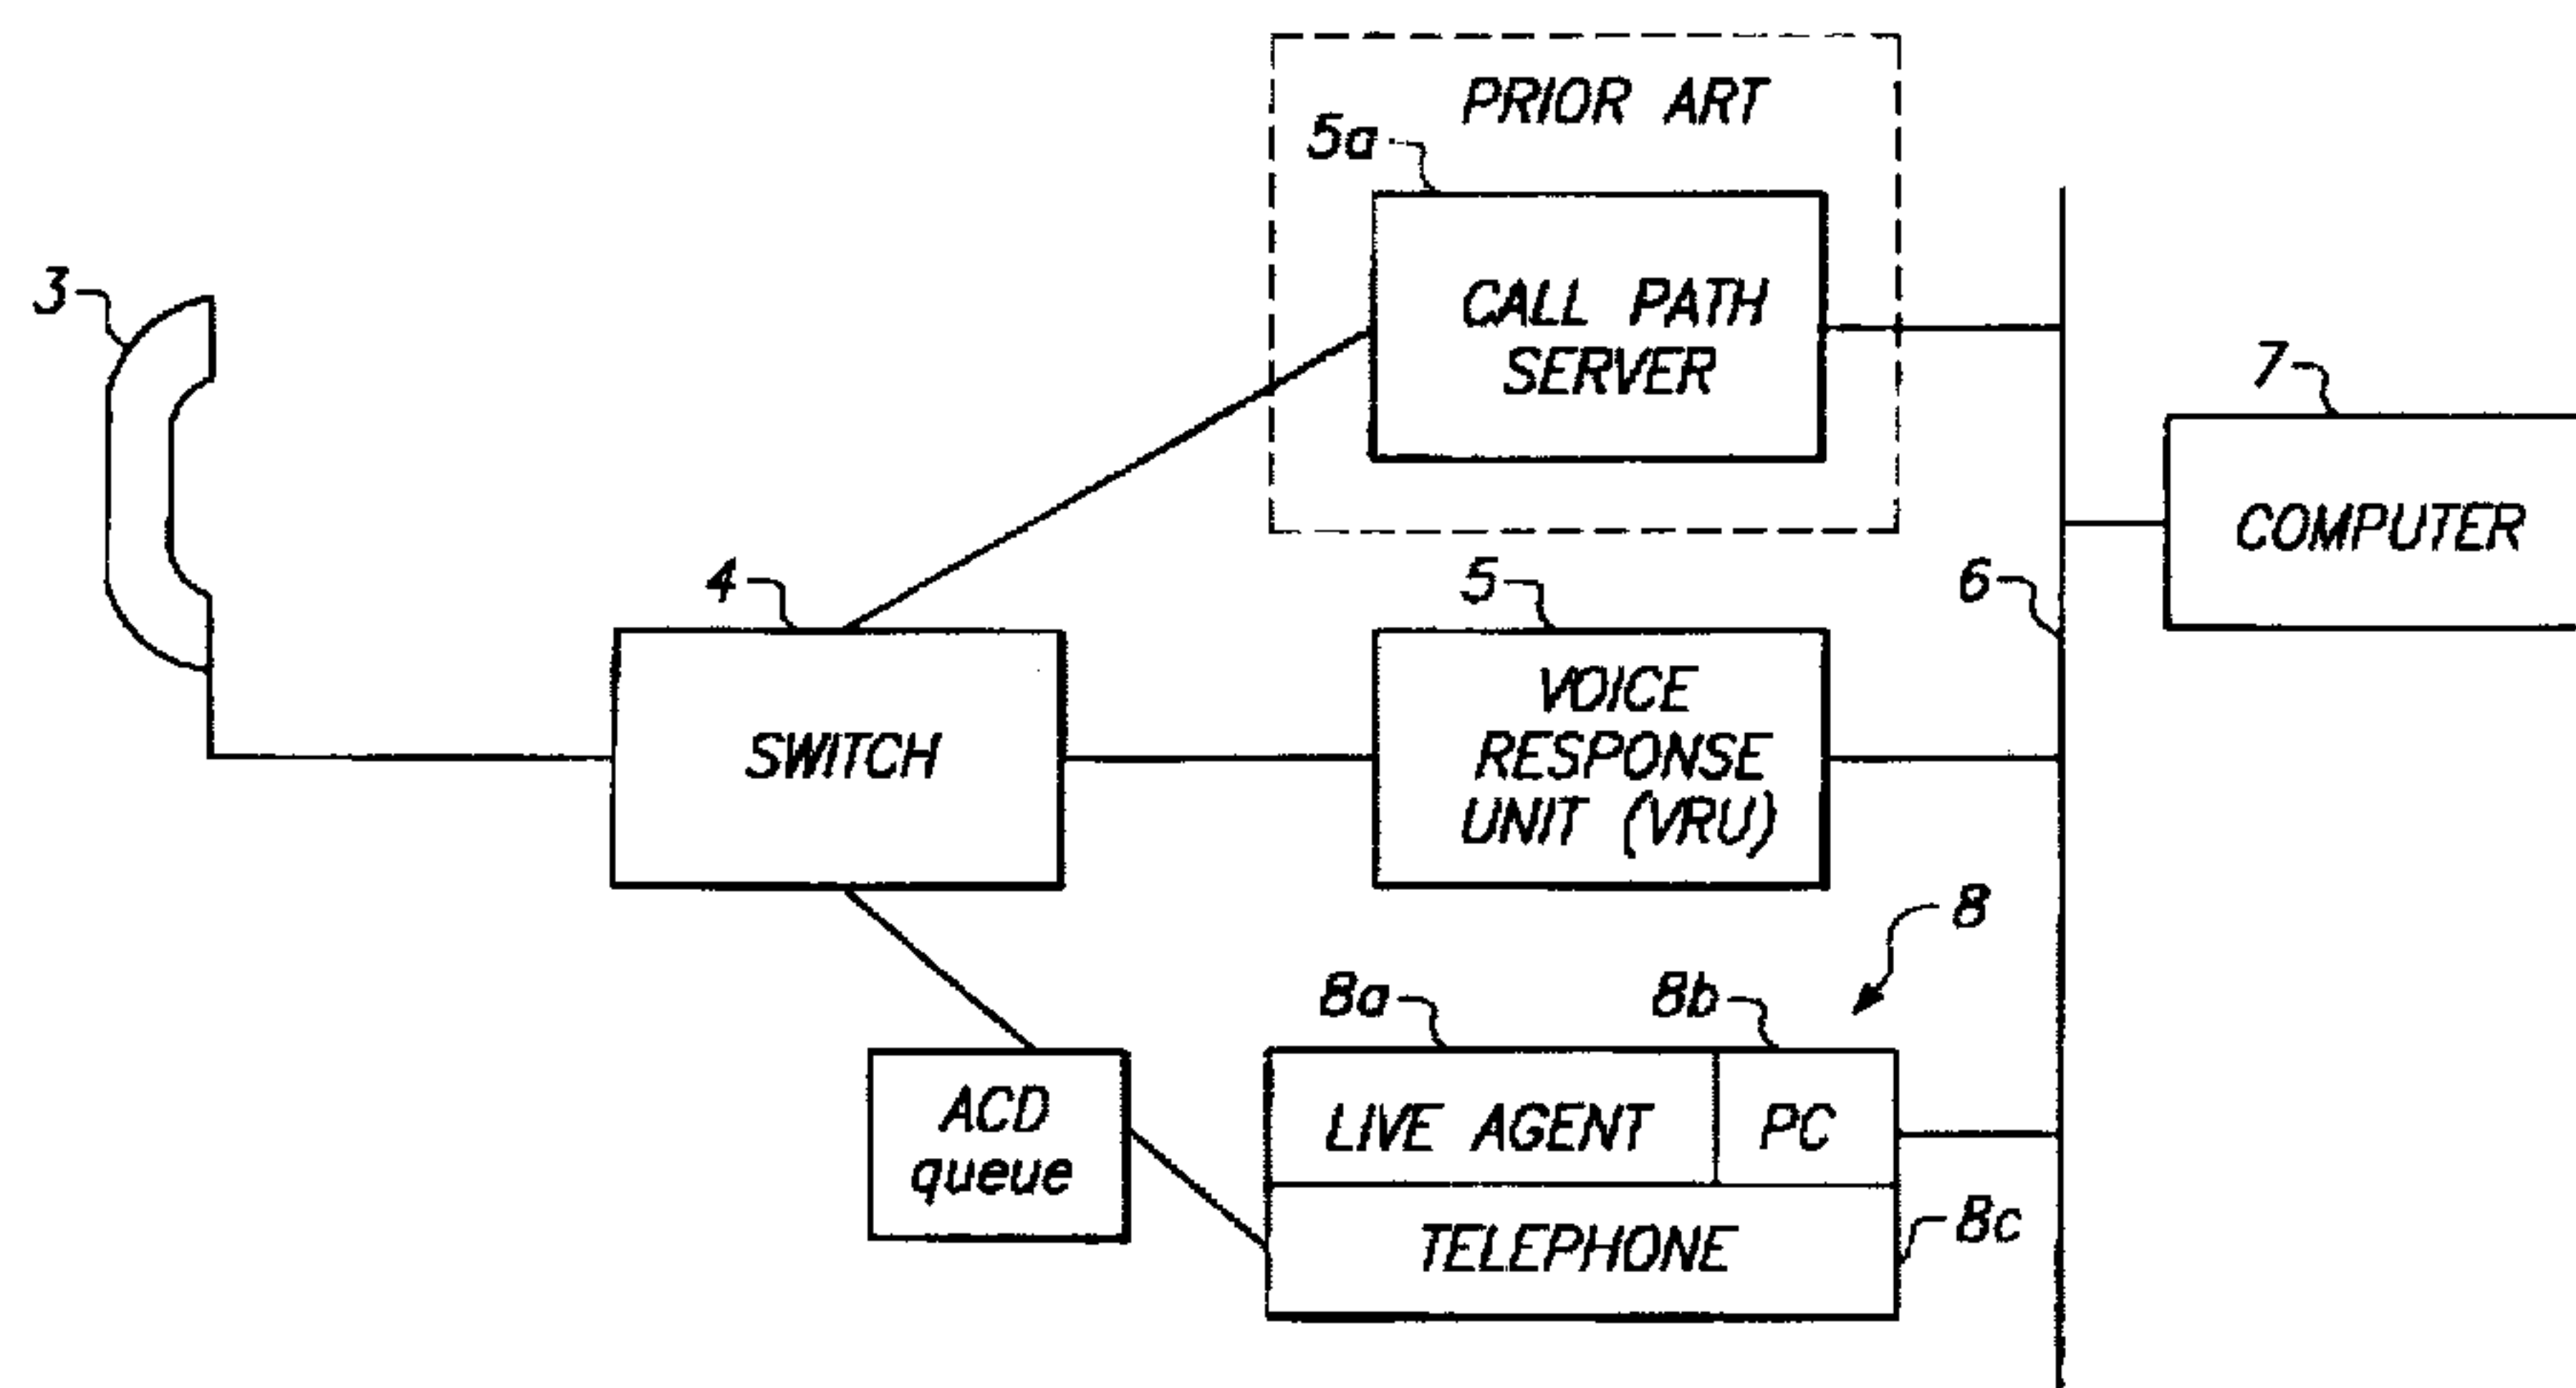 PRIOR ART
5a
CALL PATH
SERVER
3
7
COMPUTER
4
5
6
SWITCH
VOICE
RESPONSE
UNIT (VRU)
8
8a
8b
ACD
queue
LIVE AGENT
PC
TELEPHONE
8c